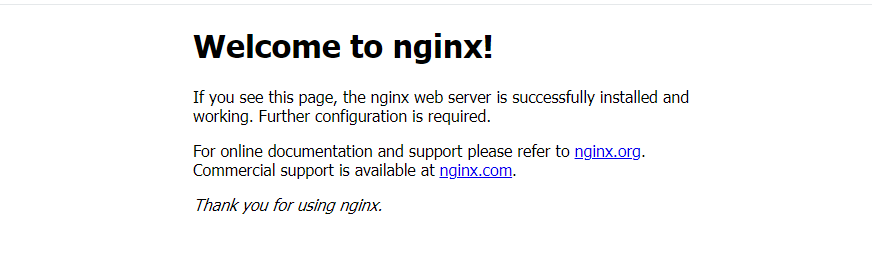 Welcome to nginx!
If you see this page, the nginx web server is successfully installed and
working. Further configuration is required.
For online documentation and support please refer to nginx.org.
Commercial support is available at nginx.com.
Thank you for using nginx.